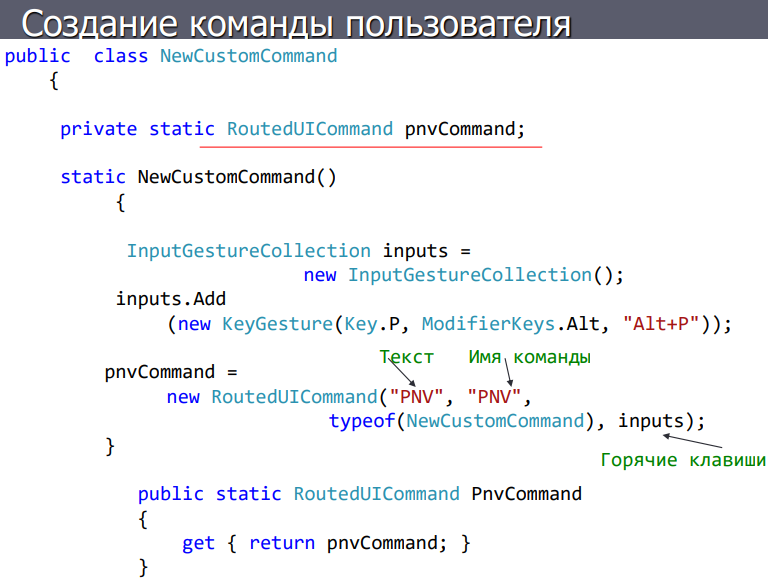 Создание команды пользователя
public class NewCustomCommand
{
private static RoutedUICommand pnvCommand;
static NewCustomCommand()
{
InputGestureCollection inputs =
new InputGestureCollection();
inputs.Add
(new KeyGesture(Key.P, ModifierKeys.Alt, "Alt+P"));
Текст Имя команды
pnvCommand =
new RoutedUICommand("PNV", "PNV",
typeof(NewCustomCommand), inputs);
}
Горячие клавиши
public static RoutedUICommand PnvCommand
{
get { return pnvCommand; }
}